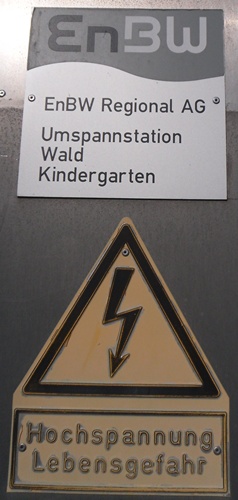 EnBW
EnBW Regional AG
Umspannstation
Wald
Kindergarten
Hochspannung
Lebensgefahr